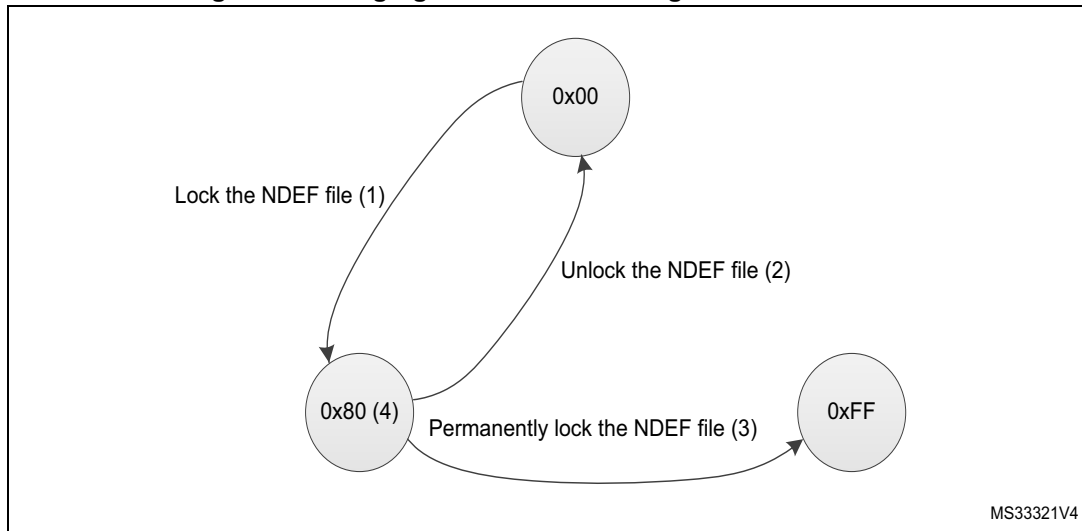 0x00
Lock the NDEF file (1)
Unlock the NDEF file (2)
0x80 (4)
Permanently lock the NDEF file (3)
0xFF
MS33321V4